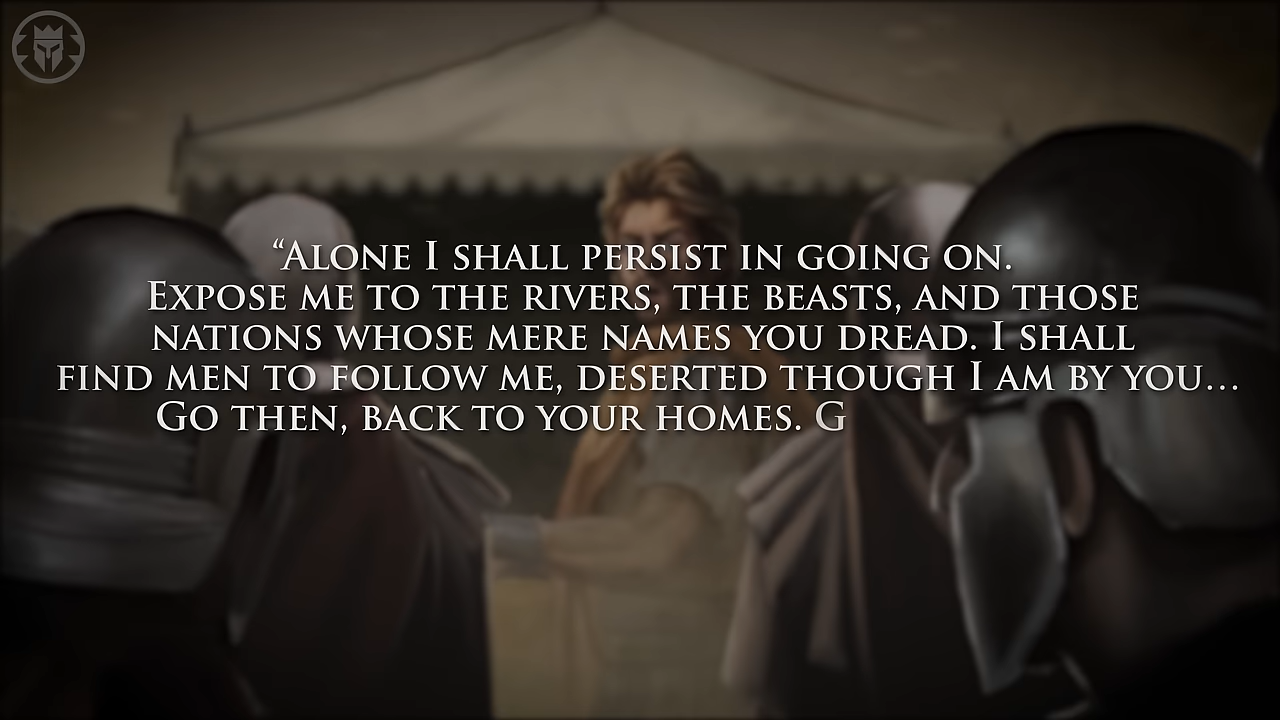 “Alone I shall persist in going on.
Expose me to the rivers, the beasts, and those
nations whose mere names you dread. I shall
find men to follow me, deserted though I am by you…
Go then, back to your homes. G